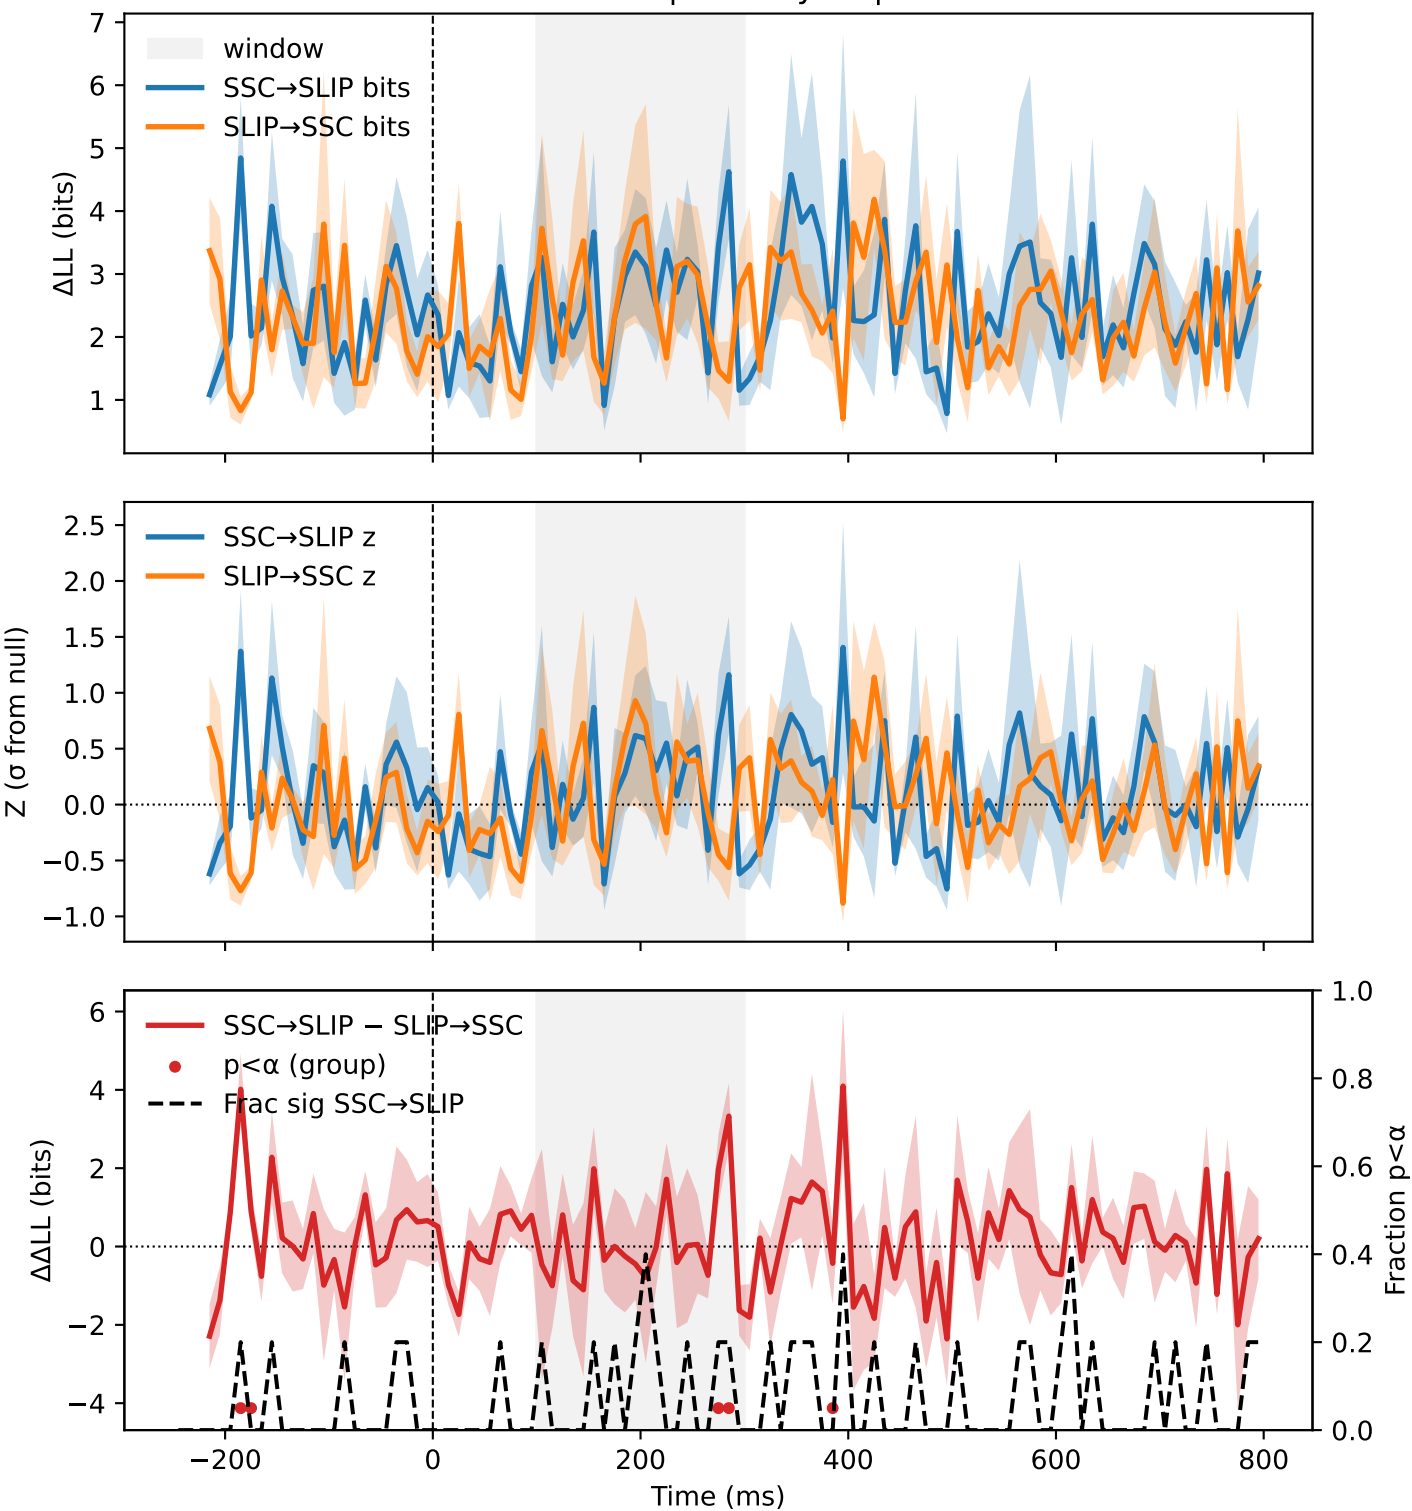 7
6
5
4
3
2
1
ΔLL (bits)
window
SSC→SLIP bits
SLIP→SSC bits
2.5
2.0
1.5
1.0
0.5
0.0
−0.5
−1.0
Z (σ from null)
SSC→SLIP z
SLIP→SSC z
6
4
2
0
−2
−4
ΔΔLL (bits)
SSC→SLIP − SLIP→SSC
p<α (group)
Frac sig SSC→SLIP
1.0
0.8
0.6
0.4
0.2
0.0
Fraction p<α
−200 0 200 400 600 800
Time (ms)